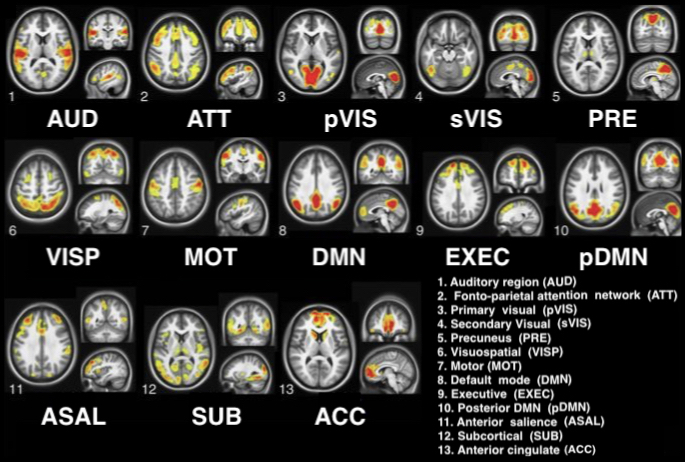 1 2 3 4 5
AUD ATT pVIS sVIS PRE
6 7 8 9 10
VISP MOT DMN EXEC pDMN
11 12 13
ASAL SUB ACC
1. Auditory region (AUD)
2. Fonto-parietal attention network (ATT)
3. Primary visual (pVIS)
4. Secondary Visual (sVIS)
5. Precuneus (PRE)
6. Visuospatial (VISP)
7. Motor (MOT)
8. Default mode (DMN)
9. Executive (EXEC)
10. Posterior DMN (pDMN)
11. Anterior salience (ASAL)
12. Subcortical (SUB)
13. Anterior cingulate (ACC)